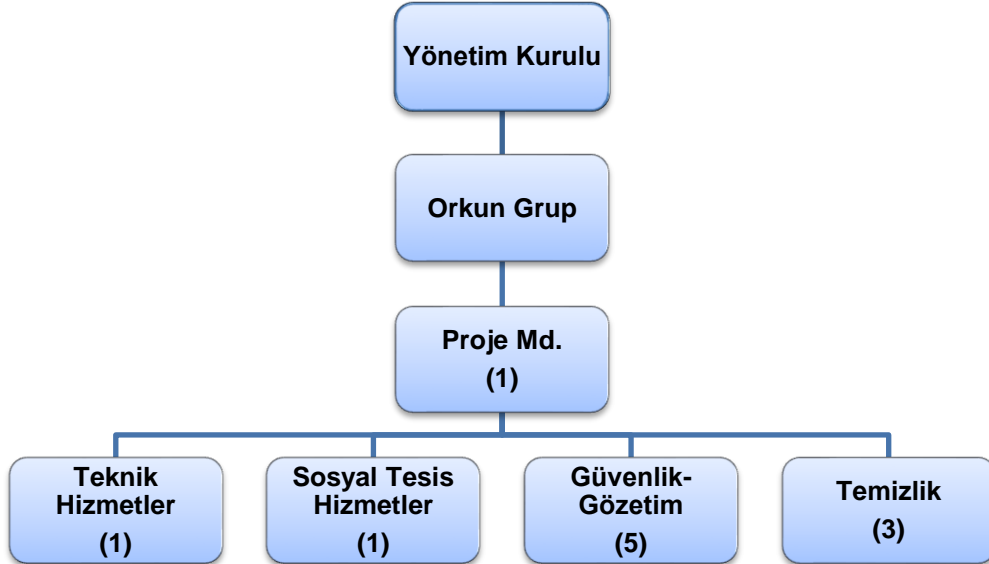 Yönetim Kurulu
Orkun Grup
Proje Md.
(1)
Teknik
Hizmetler
(1)
Sosyal Tesis
Hizmetler
(1)
Güvenlik-
Gözetim
(5)
Temizlik
(3)